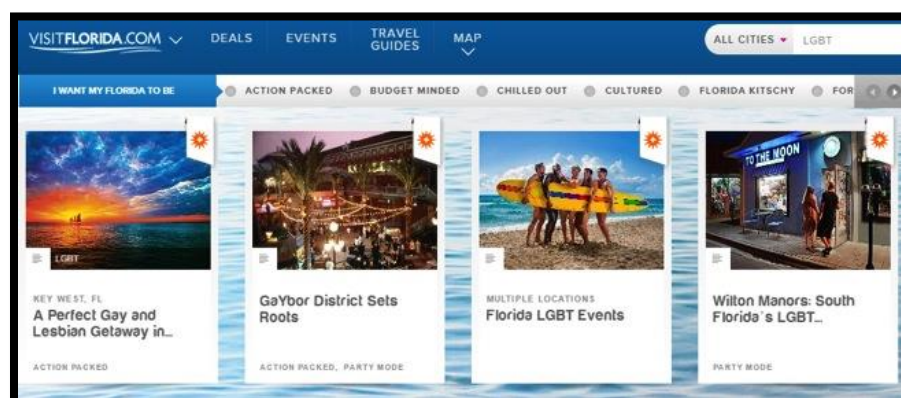 VISITFLORIDA.COM
DEALS
EVENTS
TRAVEL
GUIDES
MAP
ALL CITIES
LGBT
I WANT MY FLORIDA TO BE
ACTION PACKED
BUDGET MINDED
CHILLED OUT
CULTURED
FLORIDA KITSCHY
FOR
LGBT
TO THE MOON
KEY WEST, FL
A Perfect Gay and
Lesbian Getaway in...
ACTION PACKED
GaYbor District Sets
Roots
ACTION PACKED, PARTY MODE
MULTIPLE LOCATIONS
Florida LGBT Events
Wilton Manors: South
Florida's LGBT...
PARTY MODE